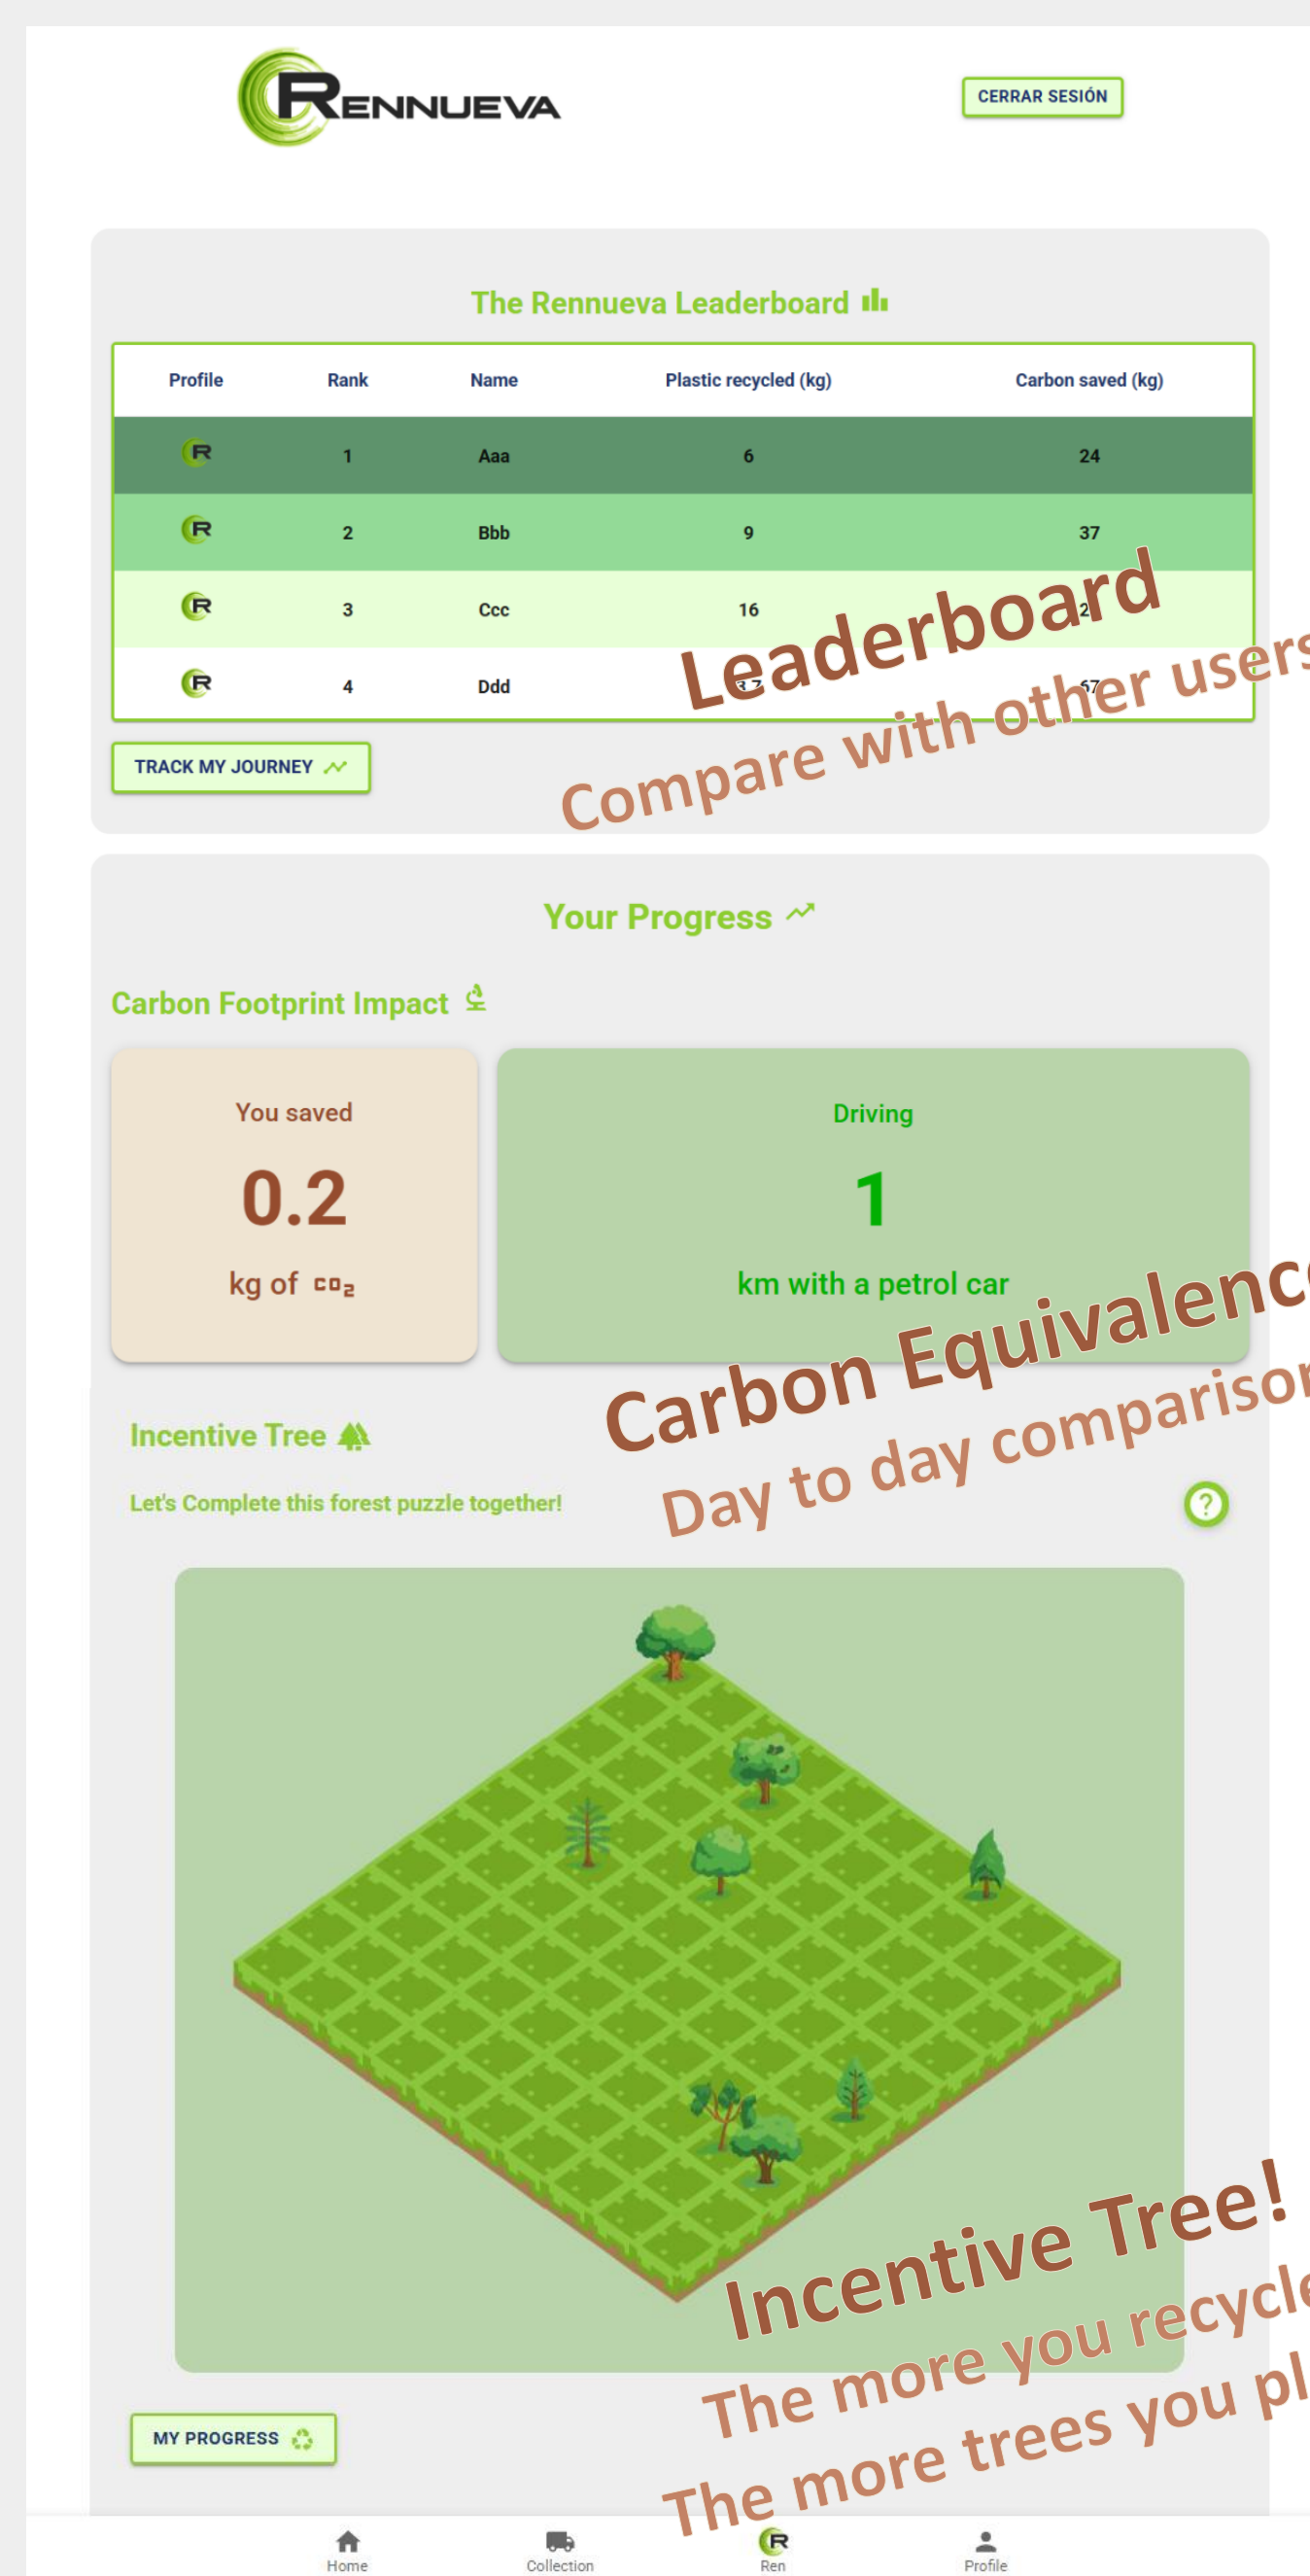 RENNUEVA
CERRAR SESIÓN
The Rennueva Leaderboard
Profile Rank Name Plastic recycled (kg) Carbon saved (kg)
R 1 Aaa 6 24
R 2 Bbb 9 37
R 3 Ccc 16
R 4 Ddd 3.7 67
Leaderboard
Compare with other users
TRACK MY JOURNEY
Your Progress
Carbon Footprint Impact
You saved
0.2
kg of CO2
Driving
1
km with a petrol car
Carbon Equivalence
Day to day comparison
Incentive Tree
Let's Complete this forest puzzle together!
?
Incentive Tree!
The more you recycle
The more trees you pl
MY PROGRESS
Home Collection R Ren Profile